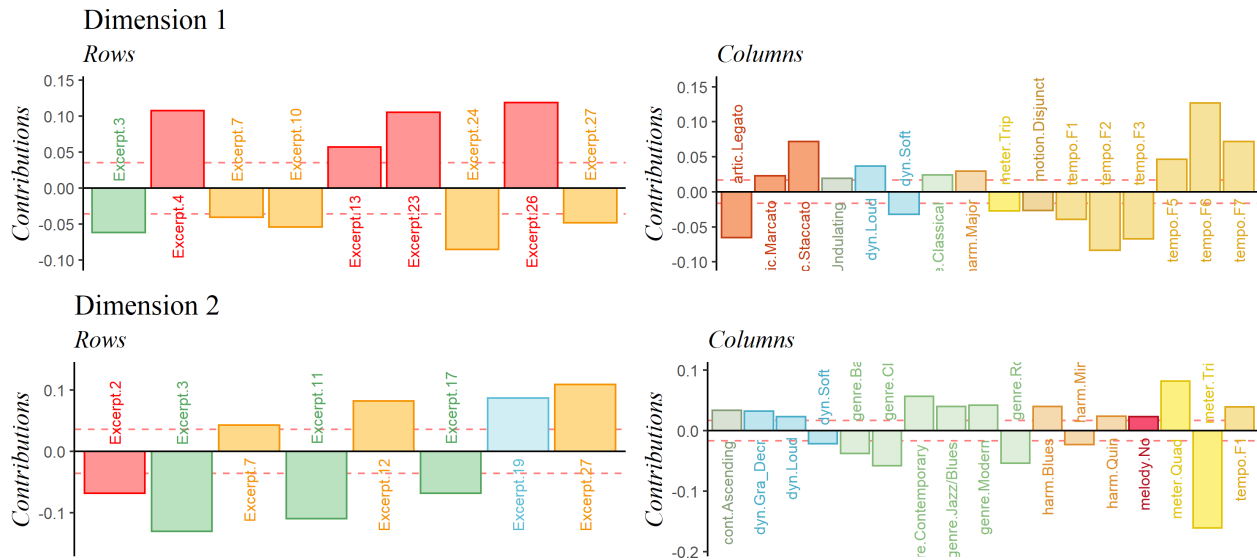 Dimension 1
Rows
Columns
Contributions
0.15
0.10
0.05
0.00
-0.05
-0.10
Excerpt.3
Excerpt.4
Excerpt.7
Excerpt.10
Excerpt.13
Excerpt.23
Excerpt.24
Excerpt.26
Excerpt.27
Contributions
0.15
0.10
0.05
0.00
-0.05
-0.10
artic.Legato
ic.Marcato
c.Staccato
Undulating
dyn.Loud
dyn.Soft
e.Classical
arm.Major
meter.Trip
motion.Disjunct
tempo.F1
tempo.F2
tempo.F3
tempo.F5
tempo.F6
tempo.F7
Dimension 2
Rows
Columns
Contributions
0.1
0.0
-0.1
Excerpt.2
Excerpt.3
Excerpt.7
Excerpt.11
Excerpt.12
Excerpt.17
Excerpt.19
Excerpt.27
Contributions
0.1
0.0
-0.1
-0.2
cont.Ascending
dyn.Gra_Decr
dyn.Loud
dyn.Soft
genre.Ba
genre.Cl
re.Contemporary
genre.Jazz/Blues
genre.Modern
genre.Ro
harm.Blues
harm.Min
harm.Quin
melody.No
meter.Quad
meter.Tri
tempo.F1